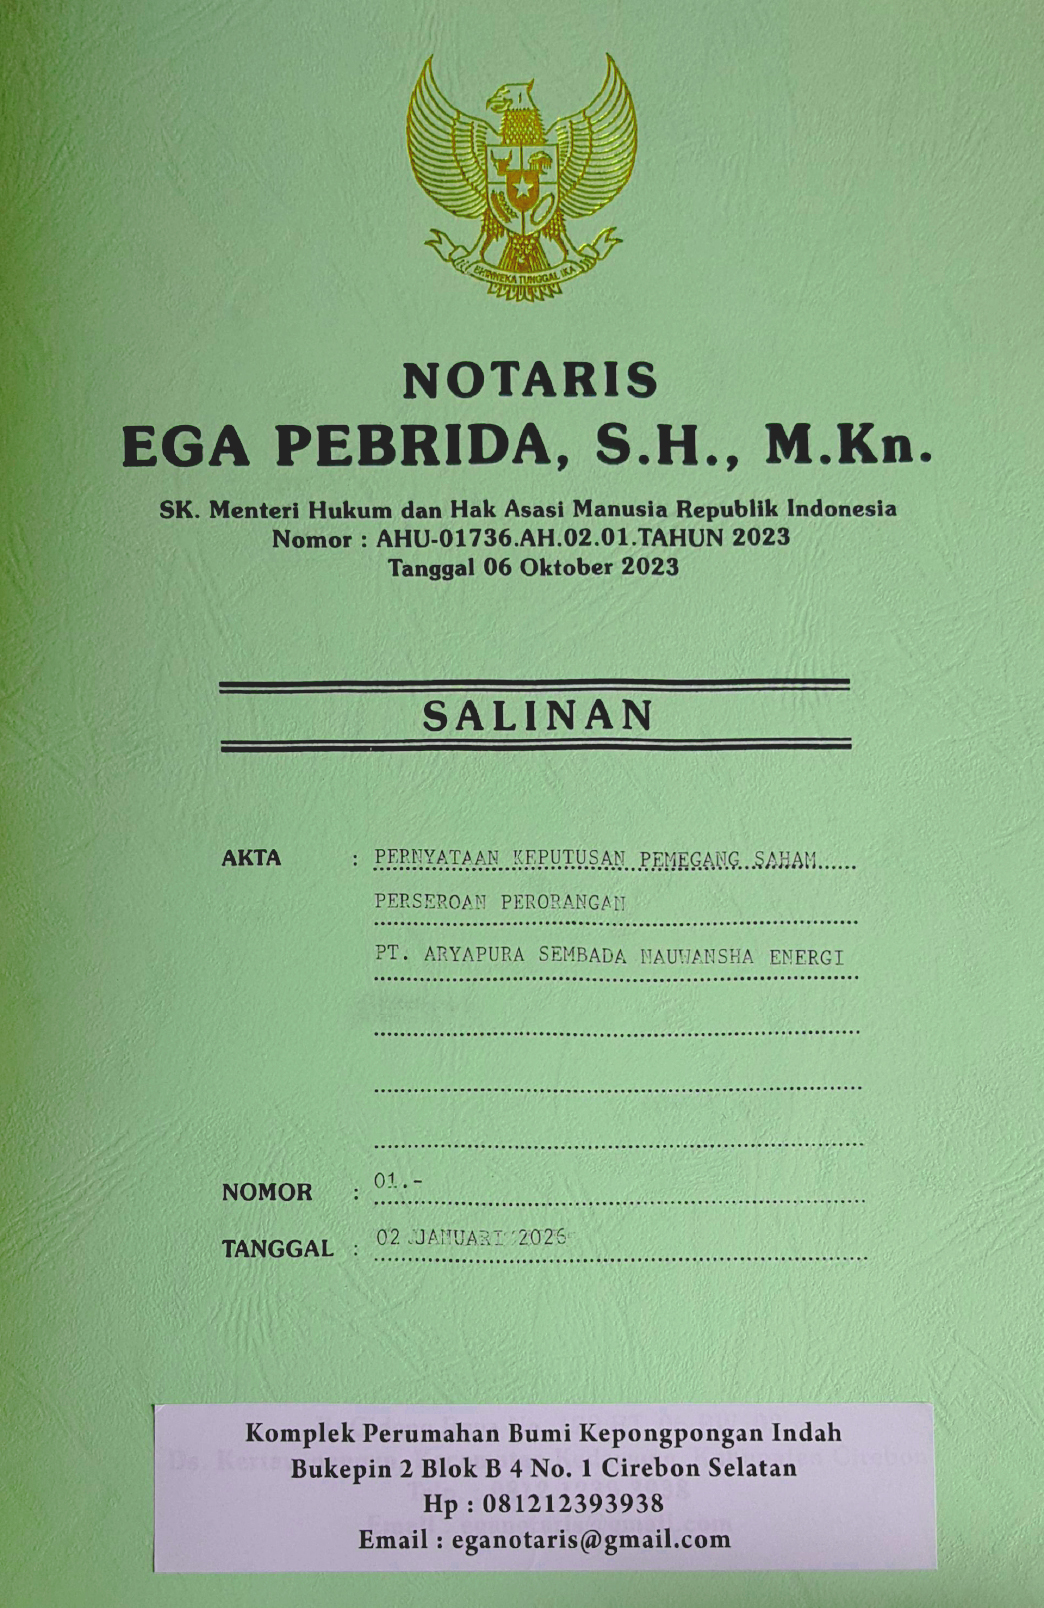 BHINNEKA TUNGGAL IKA
NOTARIS
EGA PEBRIDA, S.H., M.Kn.
SK. Menteri Hukum dan Hak Asasi Manusia Republik Indonesia
Nomor : AHU-01736.AH.02.01.TAHUN 2023
Tanggal 06 Oktober 2023
SALINAN
AKTA : PERNYATAAN KEPUTUSAN PEMEGANG SAHAM
PERSEROAN PERORANGAN
PT. ARYAPURA SEMBADA NAUWANSHA ENERGI
NOMOR : 01.-
TANGGAL : 02 JANUARI 2026
Komplek Perumahan Bumi Kepongpongan Indah
Bukepin 2 Blok B 4 No. 1 Cirebon Selatan
Hp : 081212393938
Email : eganotaris@gmail.com